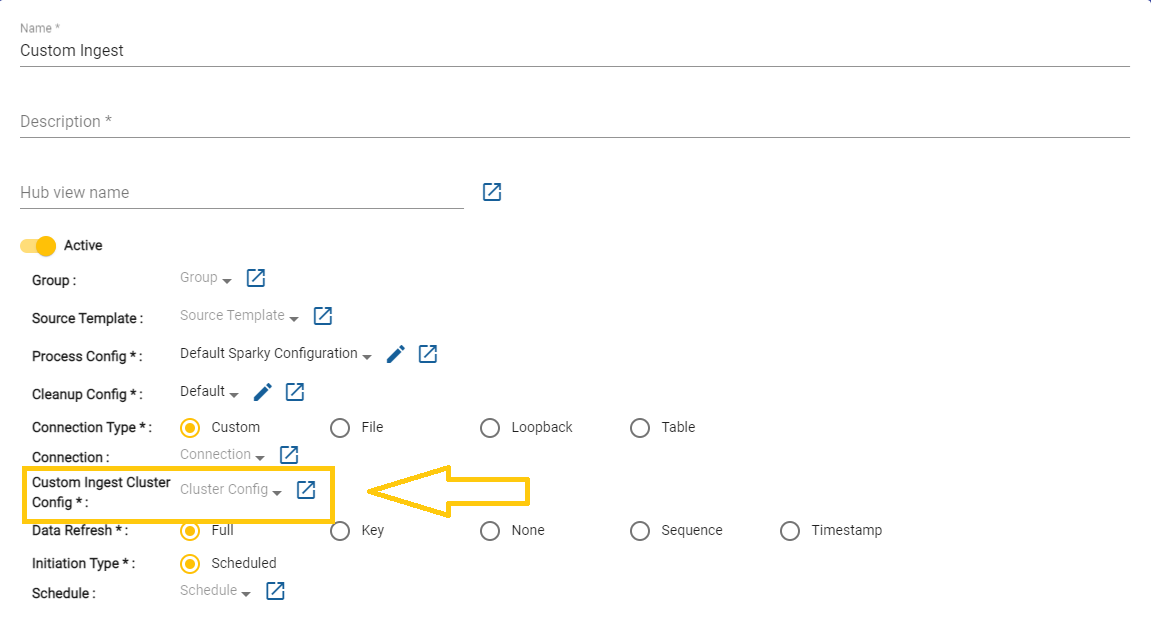 Name *
Custom Ingest
Description *
Hub view name
Active
Group : Group
Source Template : Source Template
Process Config * : Default Sparky Configuration
Cleanup Config * : Default
Connection Type * : Custom File Loopback Table
Connection : Connection
Custom Ingest Cluster
Config * : Cluster Config
Data Refresh * : Full Key None Sequence Timestamp
Initiation Type * : Scheduled
Schedule : Schedule